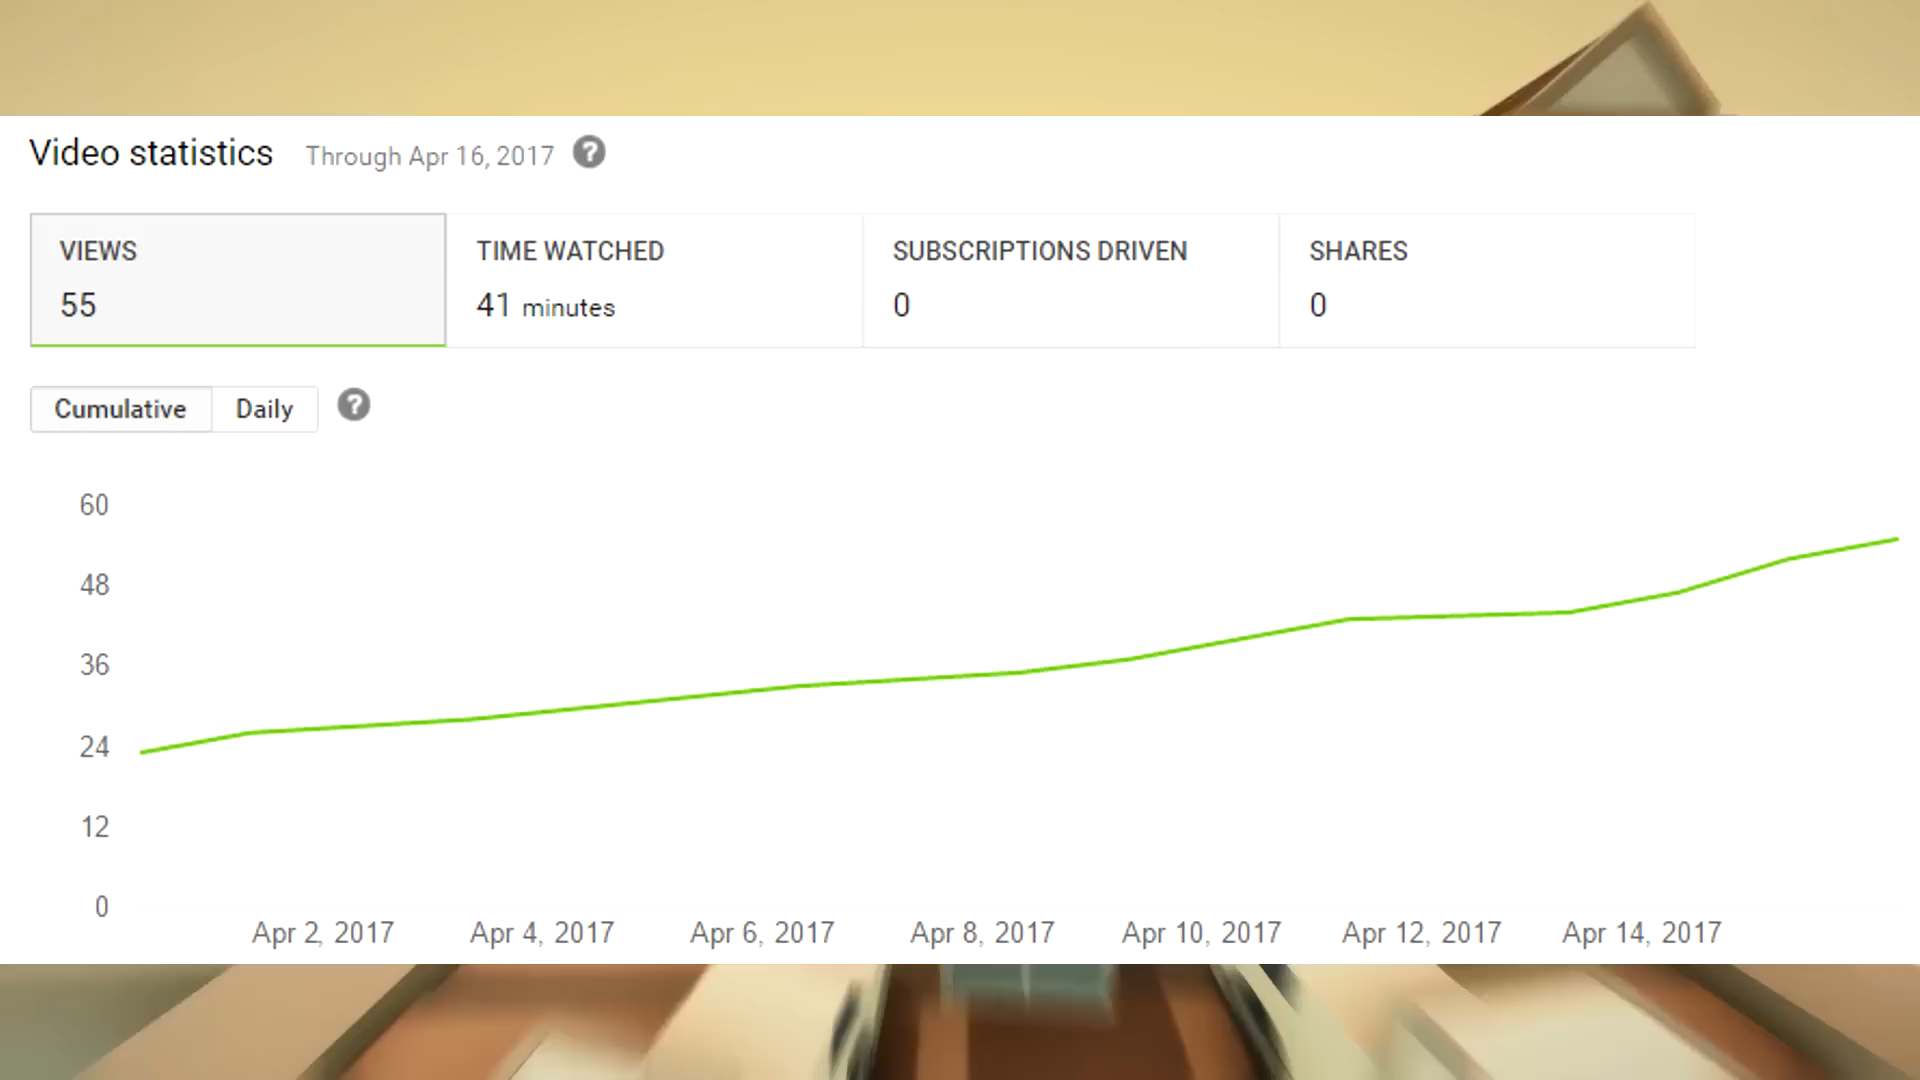 Video statistics Through Apr 16, 2017 ?
VIEWS TIME WATCHED SUBSCRIPTIONS DRIVEN SHARES
55 41 minutes 0 0
Cumulative Daily ?
60
48
36
24
12
0
Apr 2, 2017 Apr 4, 2017 Apr 6, 2017 Apr 8, 2017 Apr 10, 2017 Apr 12, 2017 Apr 14, 2017